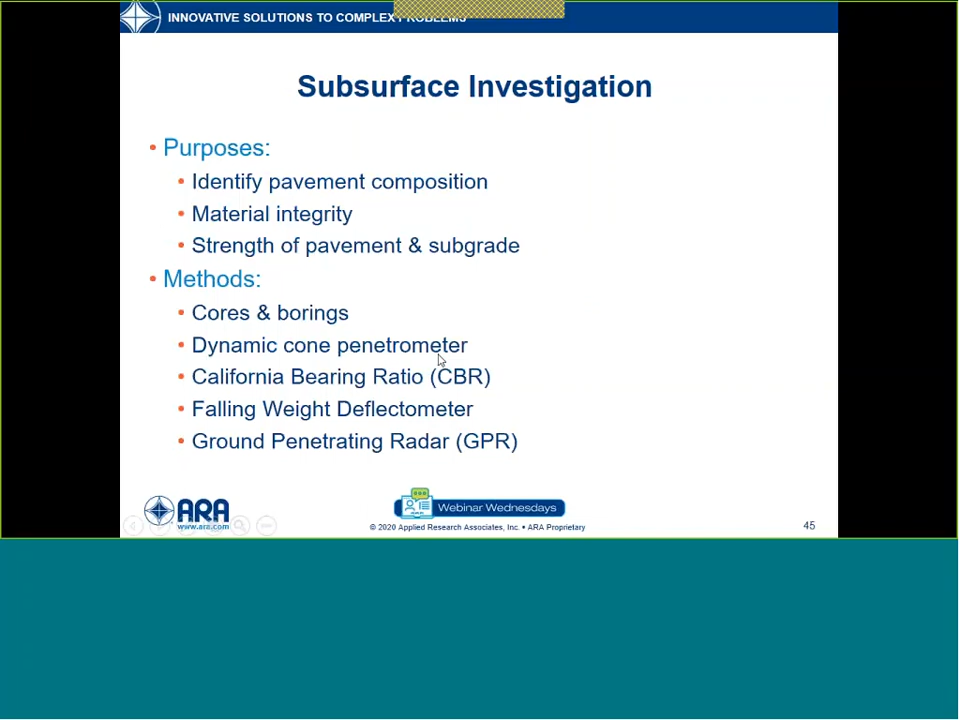 INNOVATIVE SOLUTIONS TO COMPLEX PROBLEMS
Subsurface Investigation
• Purposes:
• Identify pavement composition
• Material integrity
• Strength of pavement & subgrade
• Methods:
• Cores & borings
• Dynamic cone penetrometer
• California Bearing Ratio (CBR)
• Falling Weight Deflectometer
• Ground Penetrating Radar (GPR)
ARA
www.ara.com
Webinar Wednesdays
© 2020 Applied Research Associates, Inc. • ARA Proprietary
45